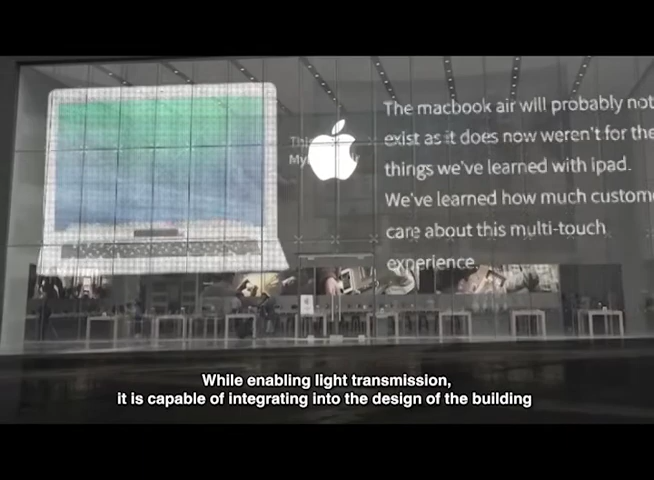 The macbook air will probably not
exist as it does now weren't for the
things we've learned with ipad.
We've learned how much custome
care about this multi-touch
experience.
While enabling light transmission,
it is capable of integrating into the design of the building